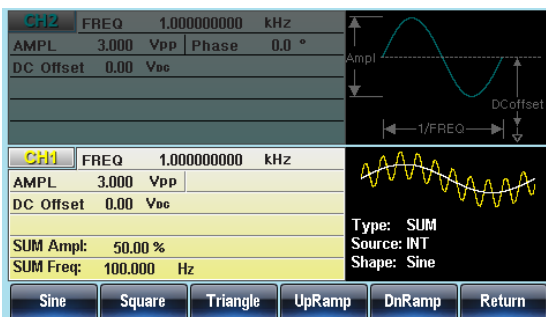 CH2 FREQ 1.000000000 kHz
AMPL 3.000 Vpp Phase 0.0 °
DC Offset 0.00 VDC
Ampl
DCoffset
1/FREQ
CH1 FREQ 1.000000000 kHz
AMPL 3.000 Vpp
DC Offset 0.00 VDC
SUM Ampl: 50.00 %
SUM Freq: 100.000 Hz
Type: SUM
Source: INT
Shape: Sine
Sine Square Triangle UpRamp DnRamp Return